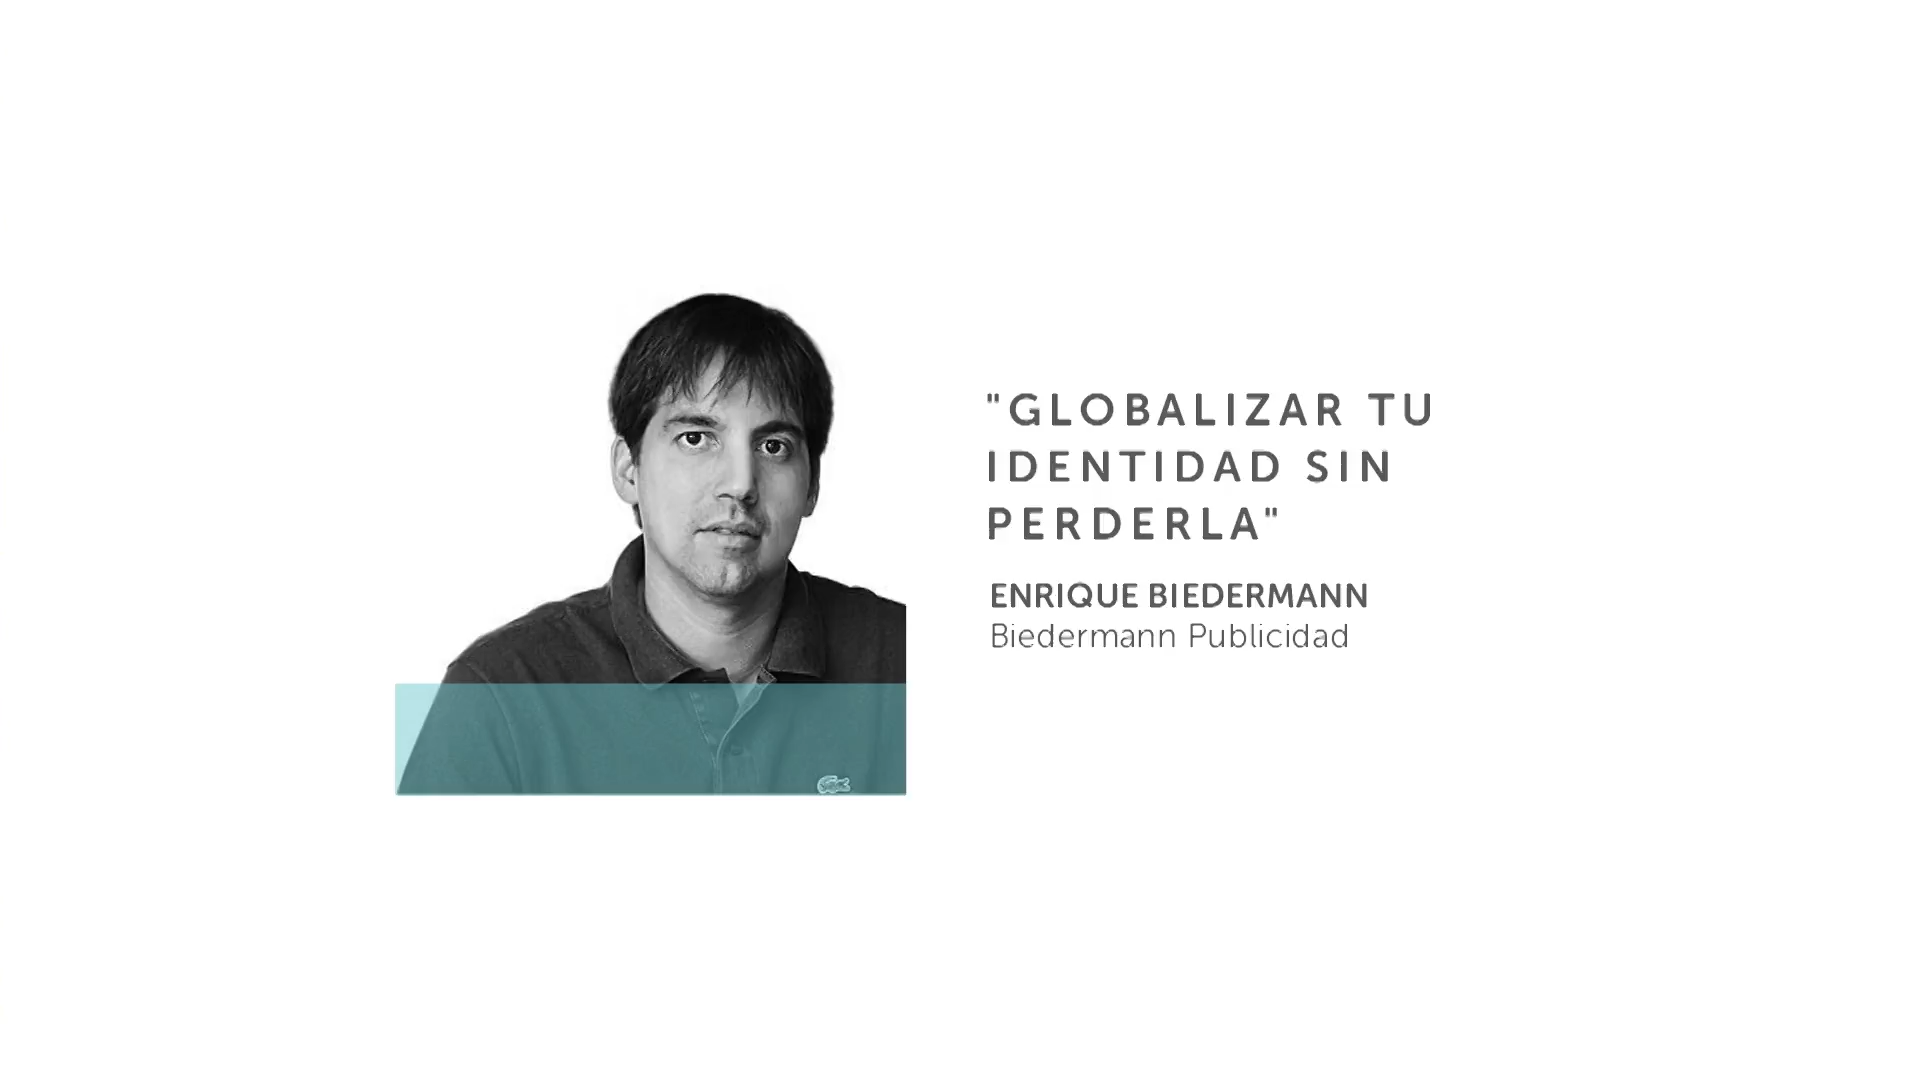 "GLOBALIZAR TU
IDENTIDAD SIN
PERDERLA"
ENRIQUE BIEDERMANN
Biedermann Publicidad